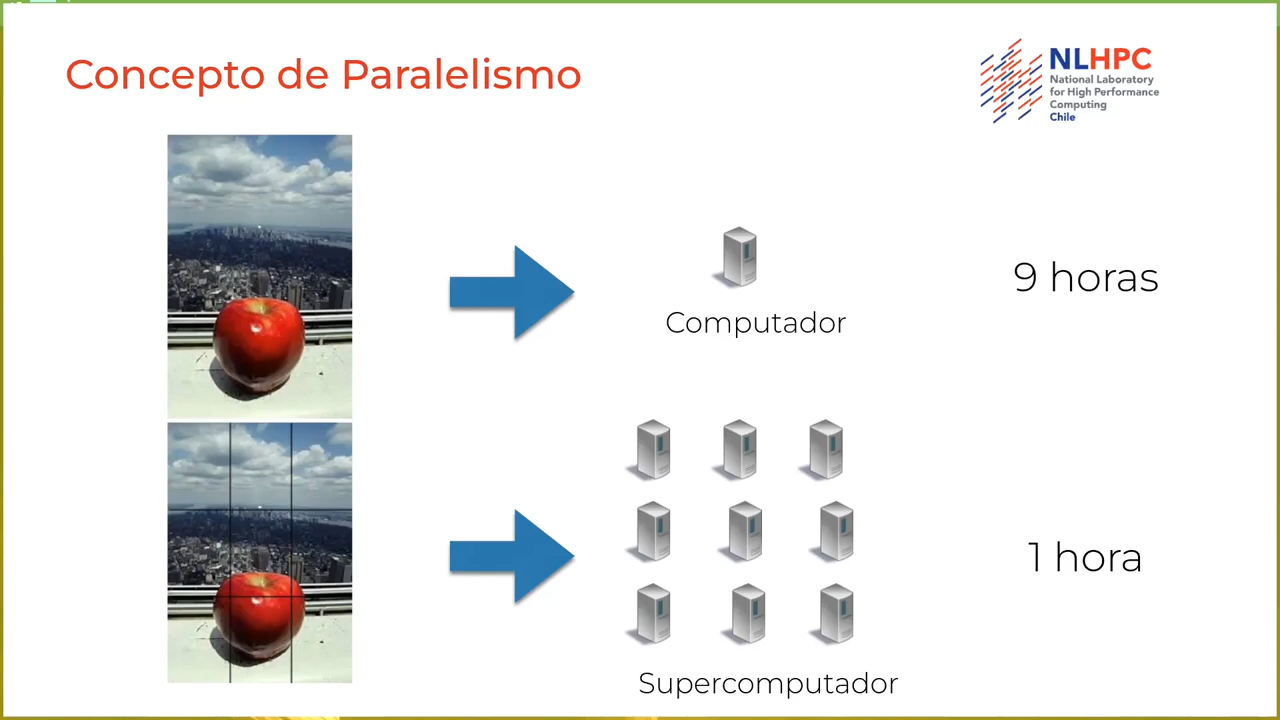 Concepto de Paralelismo
NLHPC
National Laboratory
for High Performance
Computing
Chile
Computador
9 horas
Supercomputador
1 hora